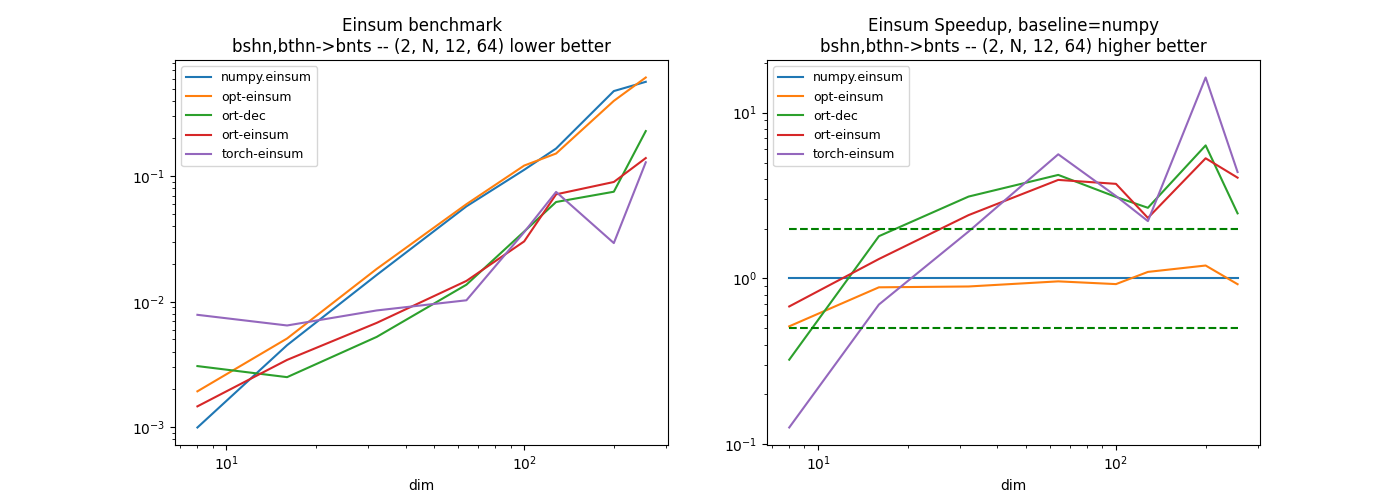 Einsum benchmark
bshn,bthn->bnts -- (2, N, 12, 64) lower better
numpy.einsum
opt-einsum
ort-dec
ort-einsum
torch-einsum
10⁻¹
10⁻²
10⁻³
10¹
10²
dim
Einsum Speedup, baseline=numpy
bshn,bthn->bnts -- (2, N, 12, 64) higher better
numpy.einsum
opt-einsum
ort-dec
ort-einsum
torch-einsum
10¹
10⁰
10⁻¹
10¹
10²
dim